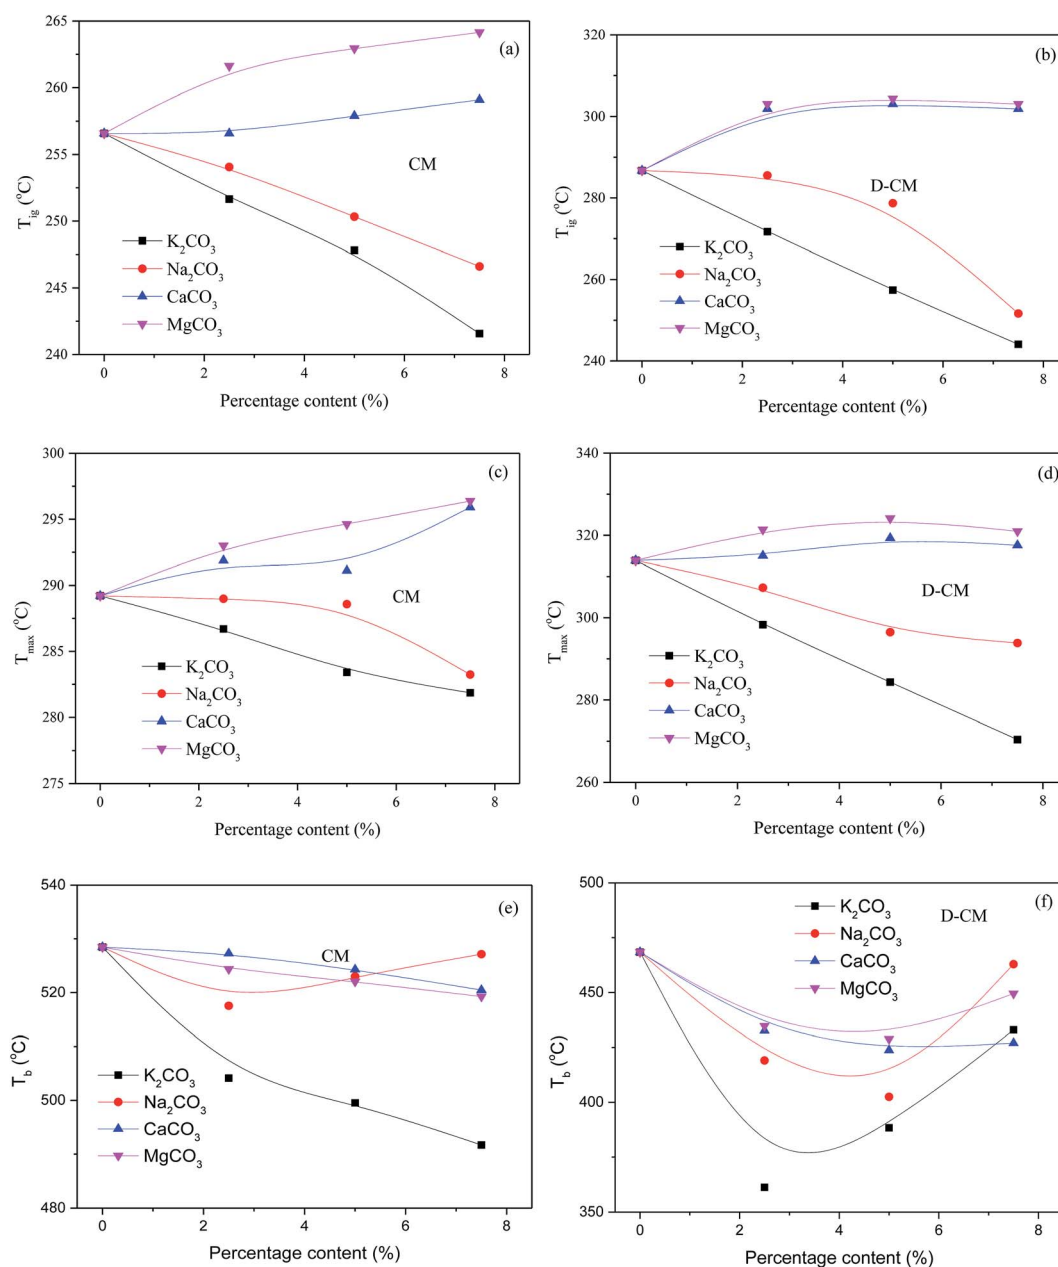 265
260
255
250
245
240
T_ig (°C)
(a)
CM
K₂CO₃
Na₂CO₃
CaCO₃
MgCO₃
0 2 4 6 8
Percentage content (%)
320
300
280
260
240
T_ig (°C)
(b)
D-CM
K₂CO₃
Na₂CO₃
CaCO₃
MgCO₃
0 2 4 6 8
Percentage content (%)
300
295
290
285
280
275
T_max (°C)
(c)
CM
K₂CO₃
Na₂CO₃
CaCO₃
MgCO₃
0 2 4 6 8
Percentage content (%)
340
320
300
280
260
T_max (°C)
(d)
D-CM
K₂CO₃
Na₂CO₃
CaCO₃
MgCO₃
0 2 4 6 8
Percentage content (%)
540
520
500
480
T_b (°C)
(e)
CM
K₂CO₃
Na₂CO₃
CaCO₃
MgCO₃
0 2 4 6 8
Percentage content (%)
500
450
400
350
T_b (°C)
(f)
D-CM
K₂CO₃
Na₂CO₃
CaCO₃
MgCO₃
0 2 4 6 8
Percentage content (%)